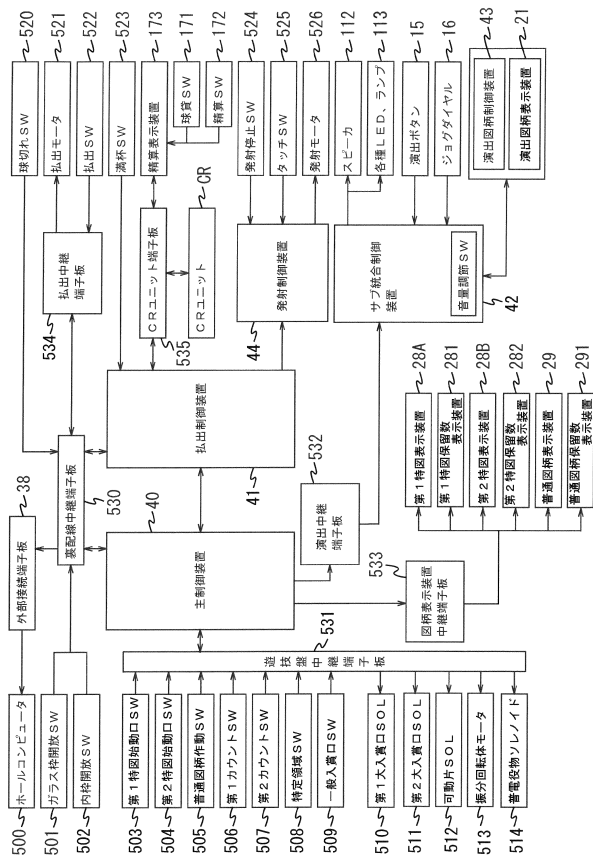 500
ホールコンピュータ
501
ガラス枠開放SW
502
内枠開放SW
503
第1特図始動口SW
504
第2特図始動口SW
505
普通図柄作動SW
506
第1カウントSW
507
第2カウントSW
508
特定領域SW
509
一般入賞口SW
510
第1大入賞口SOL
511
第2大入賞口SOL
512
可動片SOL
513
振分回転体モータ
514
普電役物ソレノイド
外部接続端子板
38
裏配線中継端子板
530
遊技盤中継端子板
531
主制御装置
40
払出制御装置
41
演出中継
端子板
532
図柄表示装置
中継端子板
533
払出中継
端子板
534
CRユニット端子板
535
CRユニット
CR
発射制御装置
44
サブ統合制御
装置
音量調節SW
42
球切れSW
520
払出モータ
521
払出SW
522
満杯SW
523
精算表示装置
173
球貸SW
171
精算SW
172
発射停止SW
524
タッチSW
525
発射モータ
526
スピーカ
112
各種LED、ランプ
113
演出ボタン
15
ジョグダイヤル
16
演出図柄制御装置
43
演出図柄表示装置
21
第1特図表示装置
28A
第1特図保留数
表示装置
281
第2特図表示装置
28B
第2特図保留数
表示装置
282
普通図柄表示装置
29
普通図柄保留数
表示装置
291